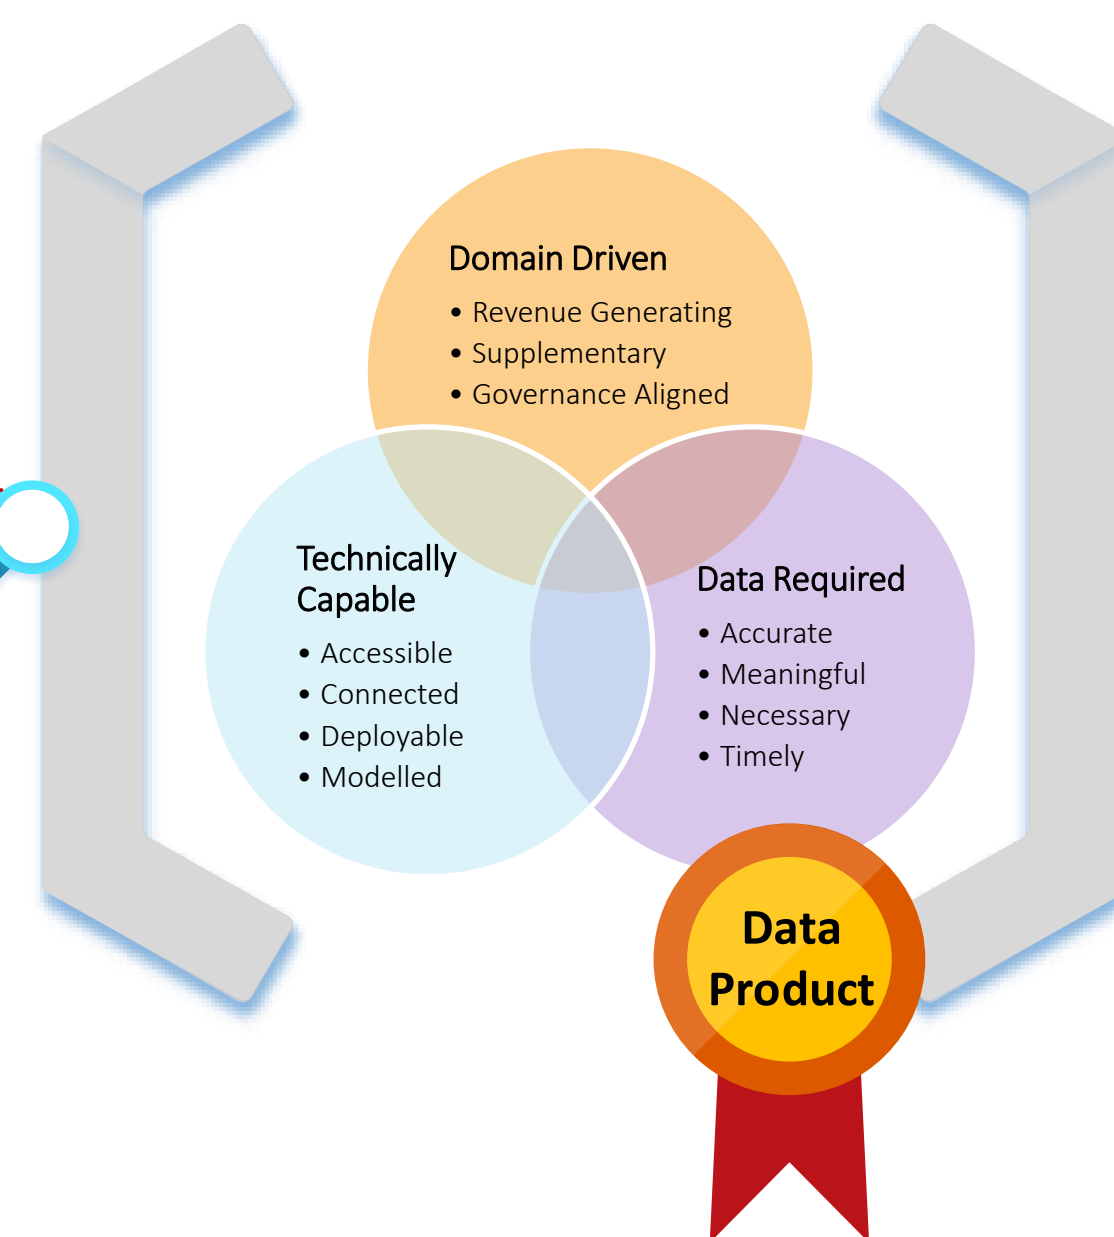 Domain Driven
• Revenue Generating
• Supplementary
• Governance Aligned
Technically
Capable
• Accessible
• Connected
• Deployable
• Modelled
Data Required
• Accurate
• Meaningful
• Necessary
• Timely
Data
Product